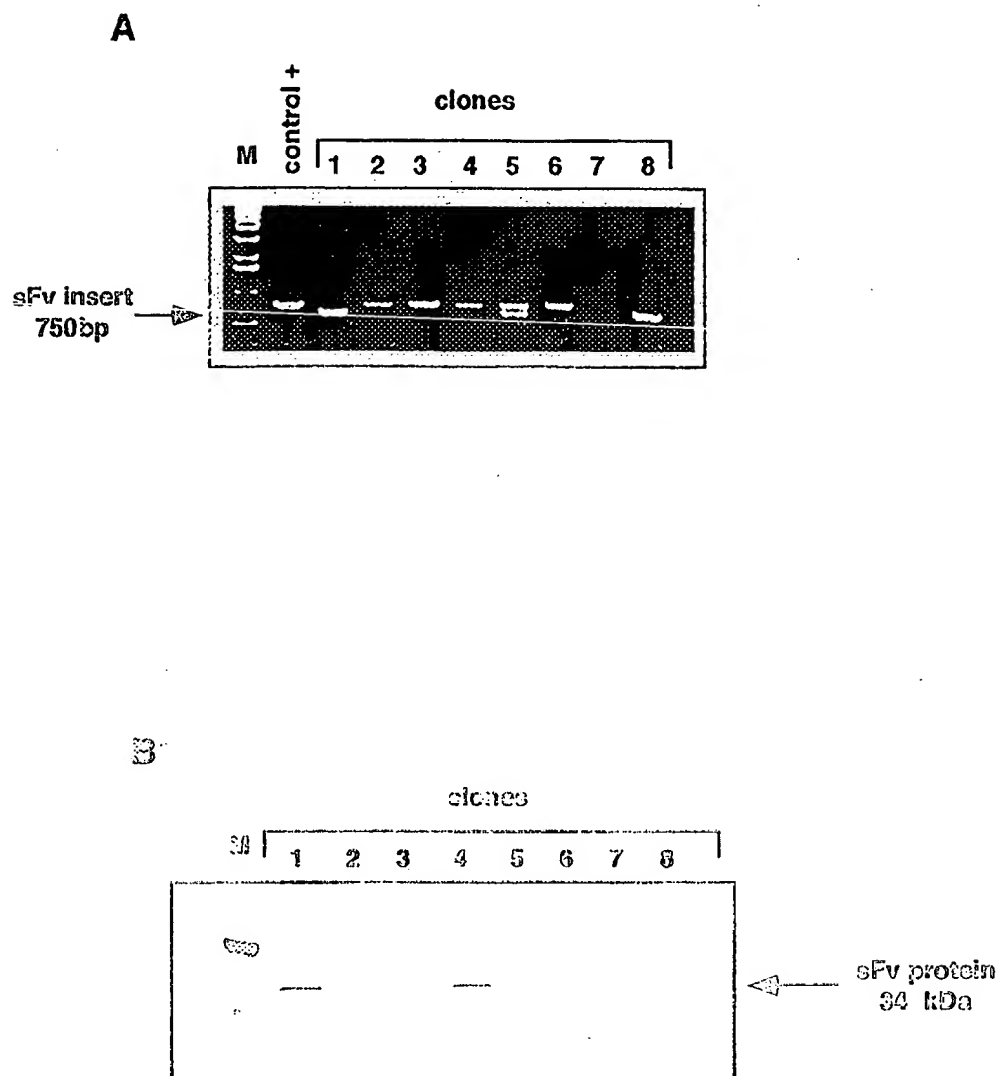 A
control +
clones
M 1 2 3 4 5 6 7 8
sFv insert
750bp
B
clones
M 1 2 3 4 5 6 7 8
sFv protein
34 kDa